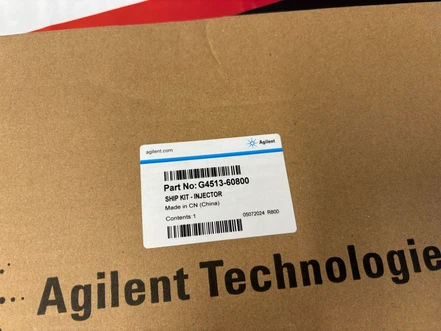 agilent.com
Agilent
Part No: G4513-60800
SHIP KIT - INJECTOR
Made in CN (China)
Contents: 1
05072024 R800
Agilent Technologie